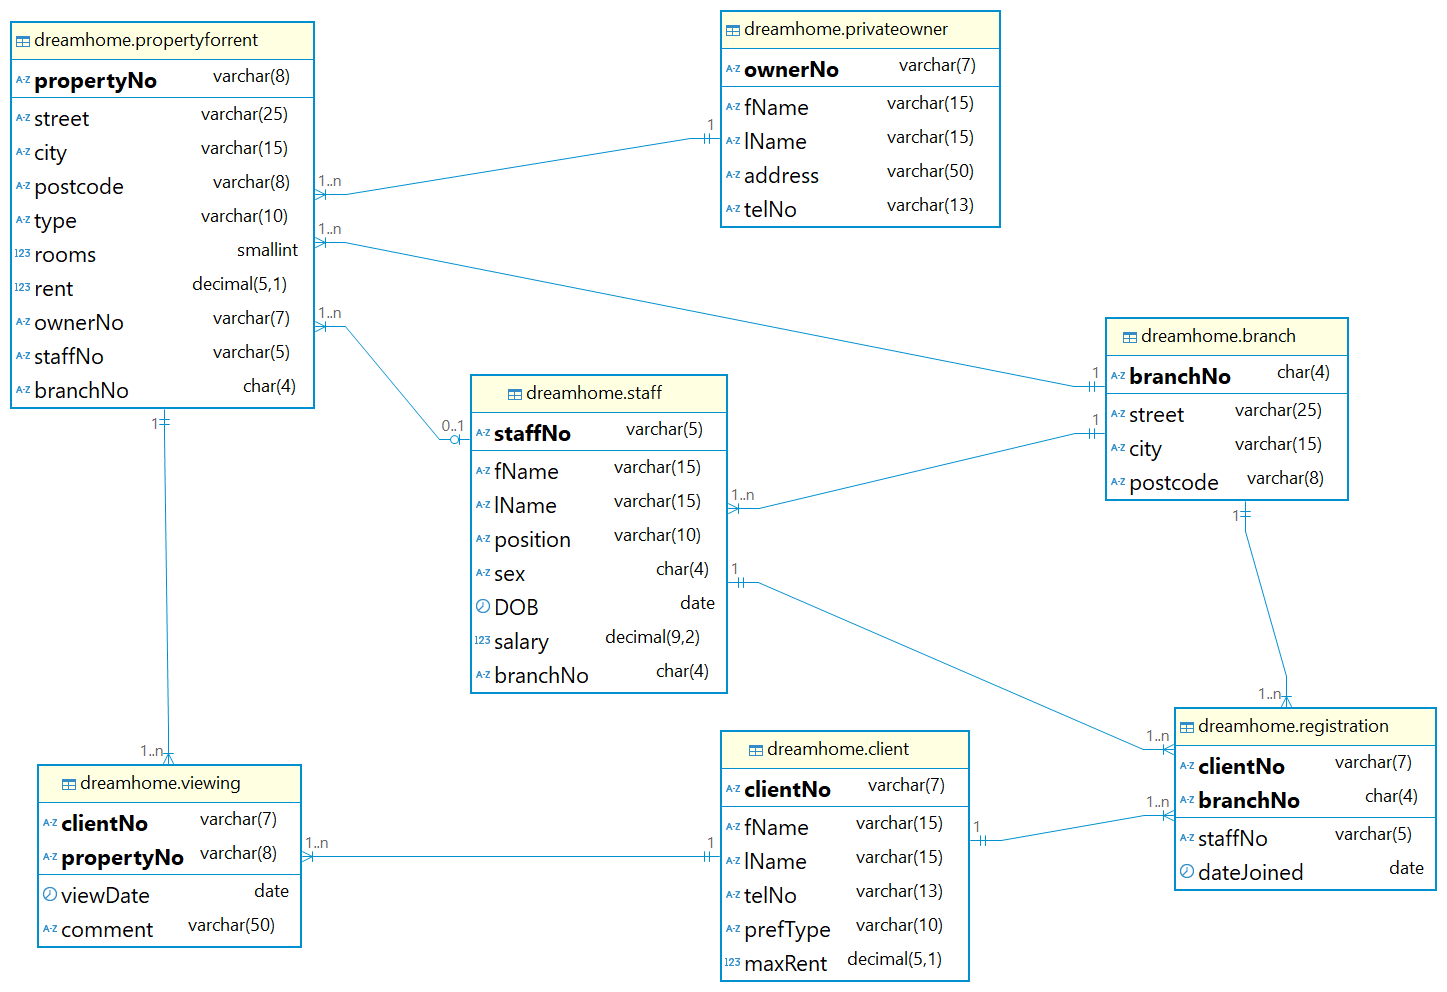 dreamhome.propertyforrent
A-Z propertyNo varchar(8)
A-Z street varchar(25)
A-Z city varchar(15)
A-Z postcode varchar(8)
A-Z type varchar(10)
123 rooms smallint
123 rent decimal(5,1)
A-Z ownerNo varchar(7)
A-Z staffNo varchar(5)
A-Z branchNo char(4)
dreamhome.privateowner
A-Z ownerNo varchar(7)
A-Z fName varchar(15)
A-Z lName varchar(15)
A-Z address varchar(50)
A-Z telNo varchar(13)
1
1..n
1..n
1..n
0..1
1
1
1
1..n
1
dreamhome.staff
A-Z staffNo varchar(5)
A-Z fName varchar(15)
A-Z lName varchar(15)
A-Z position varchar(10)
A-Z sex char(4)
DOB date
123 salary decimal(9,2)
A-Z branchNo char(4)
dreamhome.branch
A-Z branchNo char(4)
A-Z street varchar(25)
A-Z city varchar(15)
A-Z postcode varchar(8)
1
1..n
1..n
1..n
1..n
1
1..n
1
dreamhome.viewing
A-Z clientNo varchar(7)
A-Z propertyNo varchar(8)
viewDate date
A-Z comment varchar(50)
dreamhome.client
A-Z clientNo varchar(7)
A-Z fName varchar(15)
A-Z lName varchar(15)
A-Z telNo varchar(13)
A-Z prefType varchar(10)
123 maxRent decimal(5,1)
dreamhome.registration
A-Z clientNo varchar(7)
A-Z branchNo char(4)
A-Z staffNo varchar(5)
dateJoined date